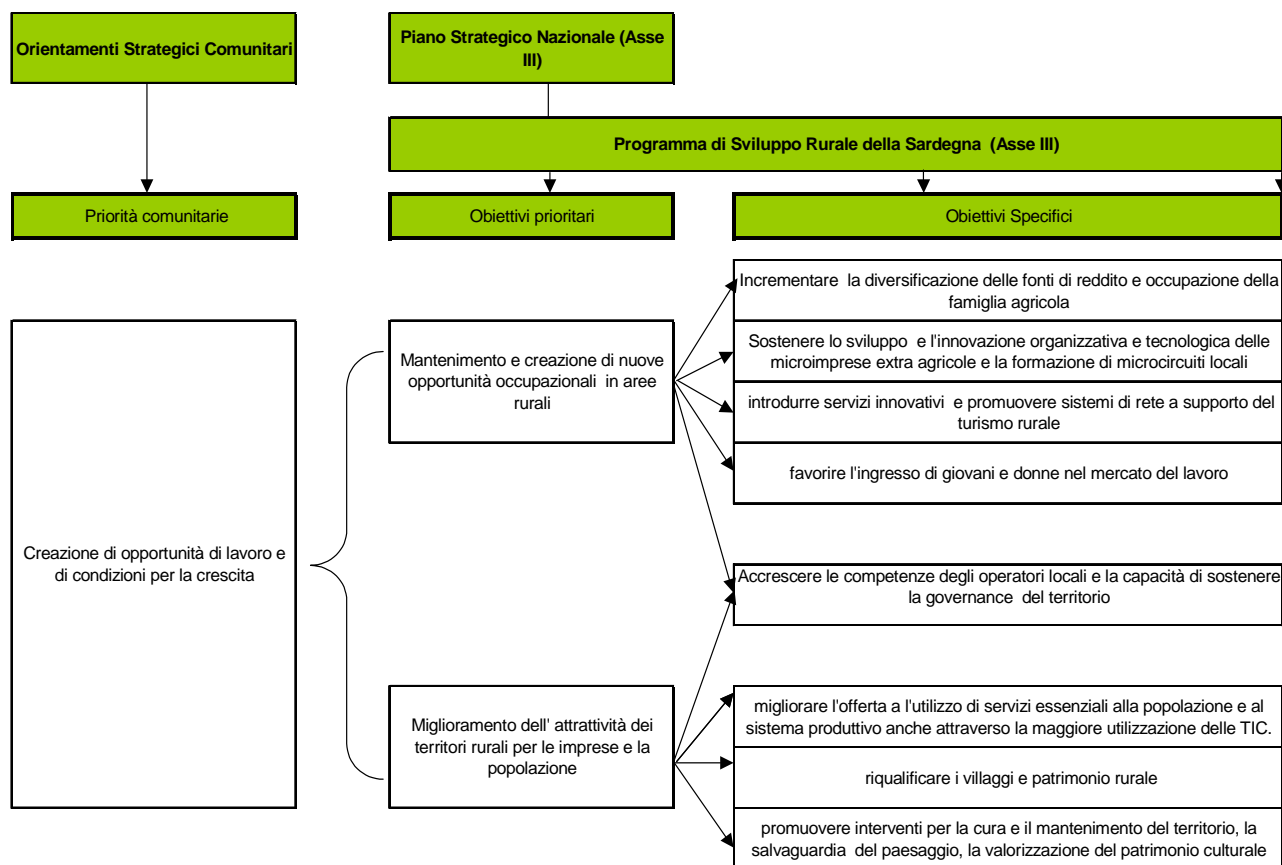 Orientamenti Strategici Comunitari
Piano Strategico Nazionale (Asse
III)
Programma di Sviluppo Rurale della Sardegna (Asse III)
Priorità comunitarie
Obiettivi prioritari
Obiettivi Specifici
Creazione di opportunità di lavoro e
di condizioni per la crescita
Mantenimento e creazione di nuove
opportunità occupazionali in aree
rurali
Incrementare la diversificazione delle fonti di reddito e occupazione della
famiglia agricola
Sostenere lo sviluppo e l'innovazione organizzativa e tecnologica delle
microimprese extra agricole e la formazione di microcircuiti locali
introdurre servizi innovativi e promuovere sistemi di rete a supporto del
turismo rurale
favorire l'ingresso di giovani e donne nel mercato del lavoro
Accrescere le competenze degli operatori locali e la capacità di sostenere
la governance del territorio
Miglioramento dell' attrattività dei
territori rurali per le imprese e la
popolazione
migliorare l'offerta a l'utilizzo di servizi essenziali alla popolazione e al
sistema produttivo anche attraverso la maggiore utilizzazione delle TIC.
riqualificare i villaggi e patrimonio rurale
promuovere interventi per la cura e il mantenimento del territorio, la
salvaguardia del paesaggio, la valorizzazione del patrimonio culturale